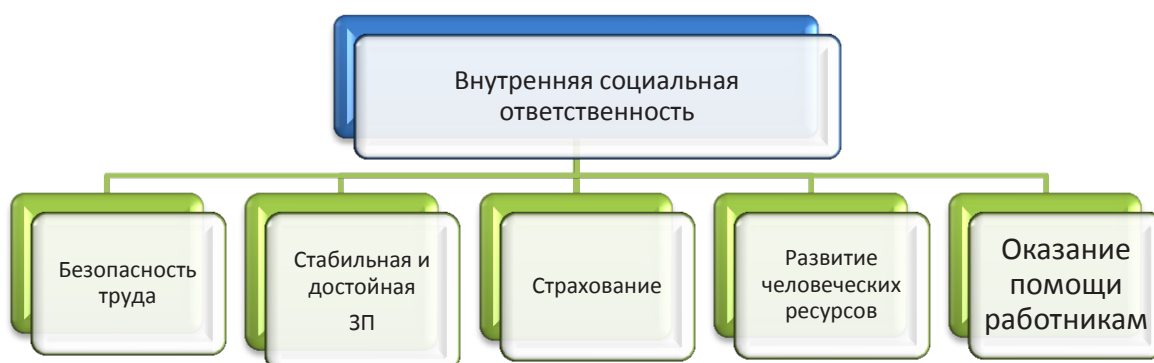 Внутренняя социальная
ответственность
Безопасность
труда
Стабильная и
достойная
ЗП
Страхование
Развитие
человеческих
ресурсов
Оказание
помощи
работникам